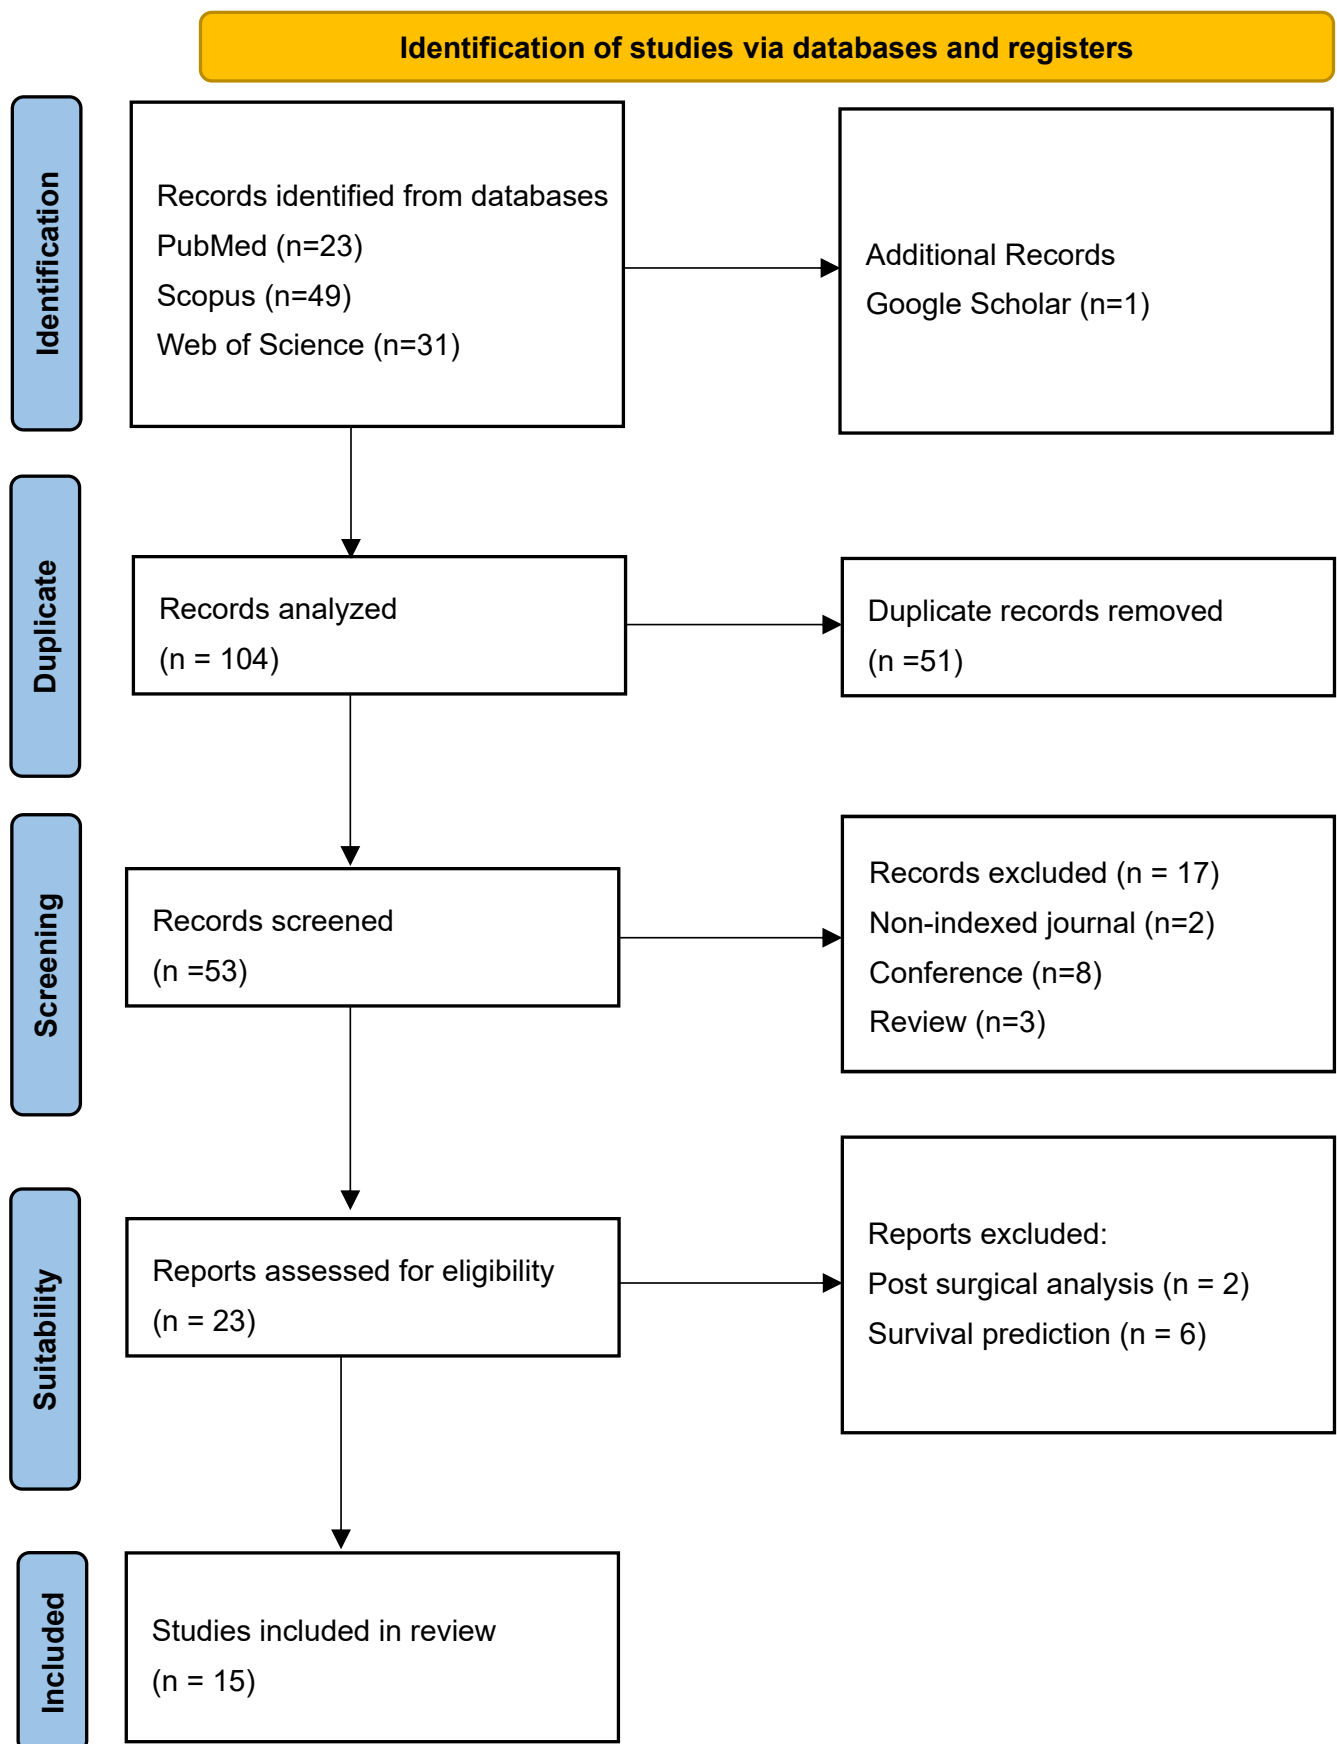 Identification of studies via databases and registers
Identification
Records identified from databases
PubMed (n=23)
Scopus (n=49)
Web of Science (n=31)
Additional Records
Google Scholar (n=1)
Duplicate
Records analyzed
(n = 104)
Duplicate records removed
(n =51)
Screening
Records screened
(n =53)
Records excluded (n = 17)
Non-indexed journal (n=2)
Conference (n=8)
Review (n=3)
Suitability
Reports assessed for eligibility
(n = 23)
Reports excluded:
Post surgical analysis (n = 2)
Survival prediction (n = 6)
Included
Studies included in review
(n = 15)